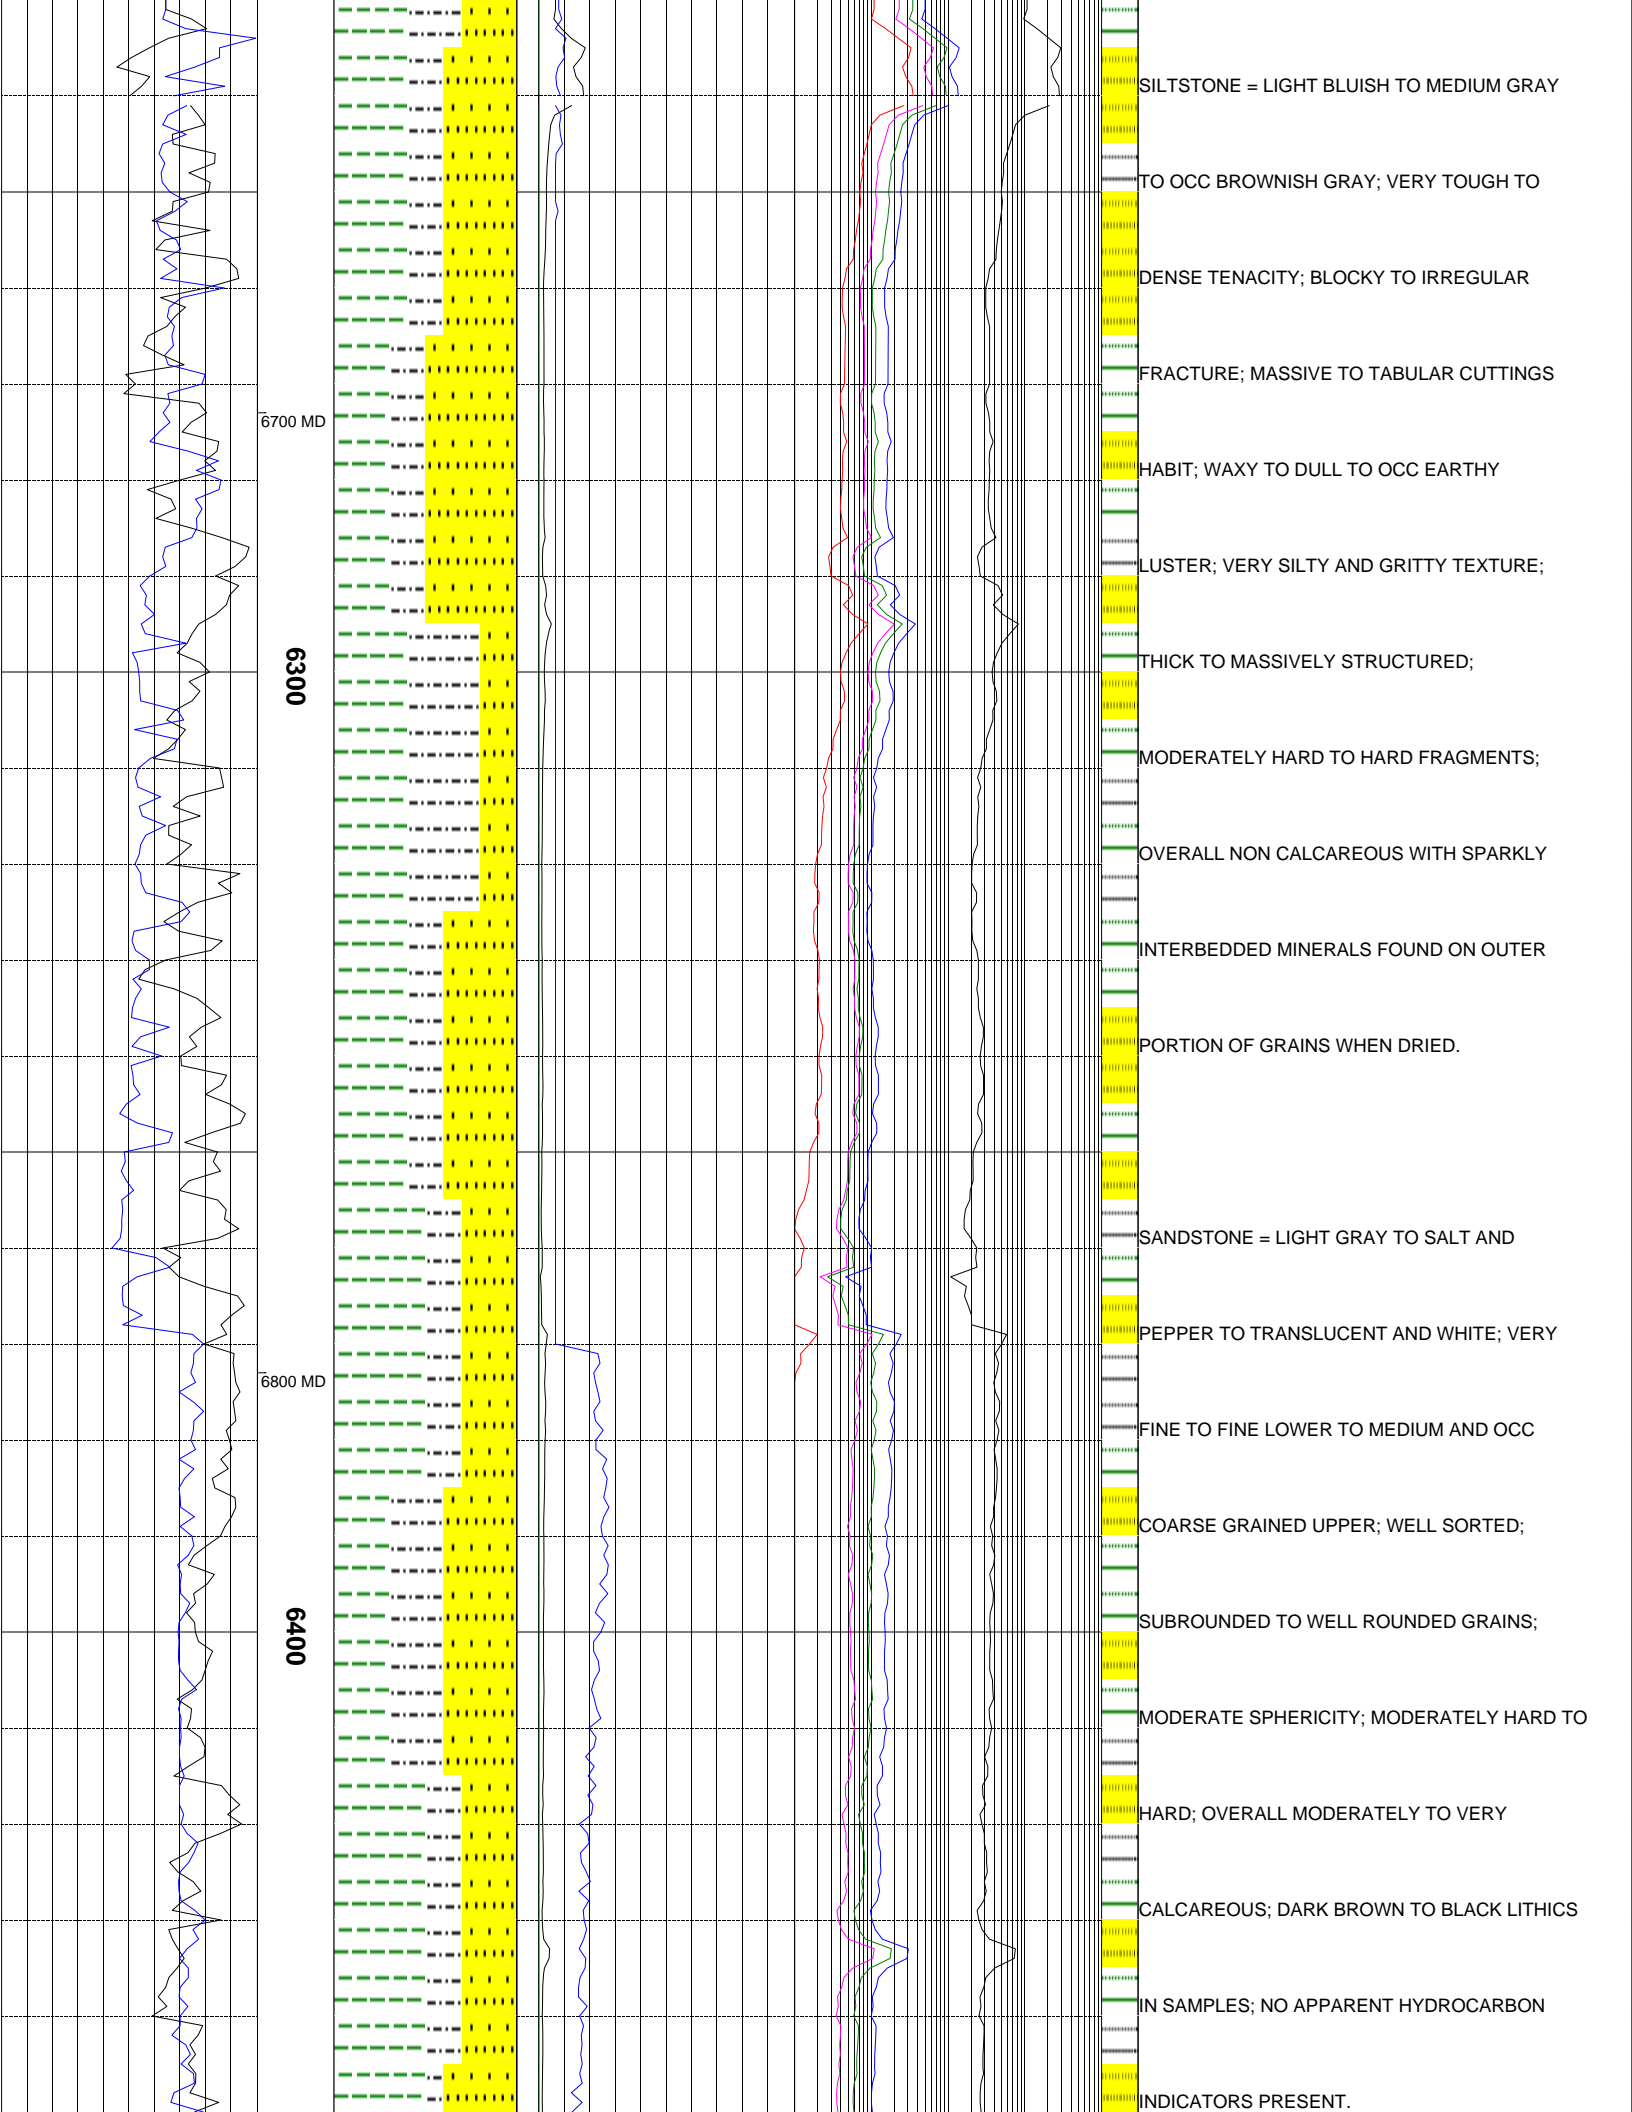 SILTSTONE = LIGHT BLUISH TO MEDIUM GRAY
TO OCC BROWNISH GRAY; VERY TOUGH TO
DENSE TENACITY; BLOCKY TO IRREGULAR
FRACTURE; MASSIVE TO TABULAR CUTTINGS
6700 MD
HABIT; WAXY TO DULL TO OCC EARTHY
LUSTER; VERY SILTY AND GRITTY TEXTURE;
6300
THICK TO MASSIVELY STRUCTURED;
MODERATELY HARD TO HARD FRAGMENTS;
OVERALL NON CALCAREOUS WITH SPARKLY
INTERBEDDED MINERALS FOUND ON OUTER
PORTION OF GRAINS WHEN DRIED.
SANDSTONE = LIGHT GRAY TO SALT AND
PEPPER TO TRANSLUCENT AND WHITE; VERY
6800 MD
FINE TO FINE LOWER TO MEDIUM AND OCC
COARSE GRAINED UPPER; WELL SORTED;
6400
SUBROUNDED TO WELL ROUNDED GRAINS;
MODERATE SPHERICITY; MODERATELY HARD TO
HARD; OVERALL MODERATELY TO VERY
CALCAREOUS; DARK BROWN TO BLACK LITHICS
IN SAMPLES; NO APPARENT HYDROCARBON
INDICATORS PRESENT.